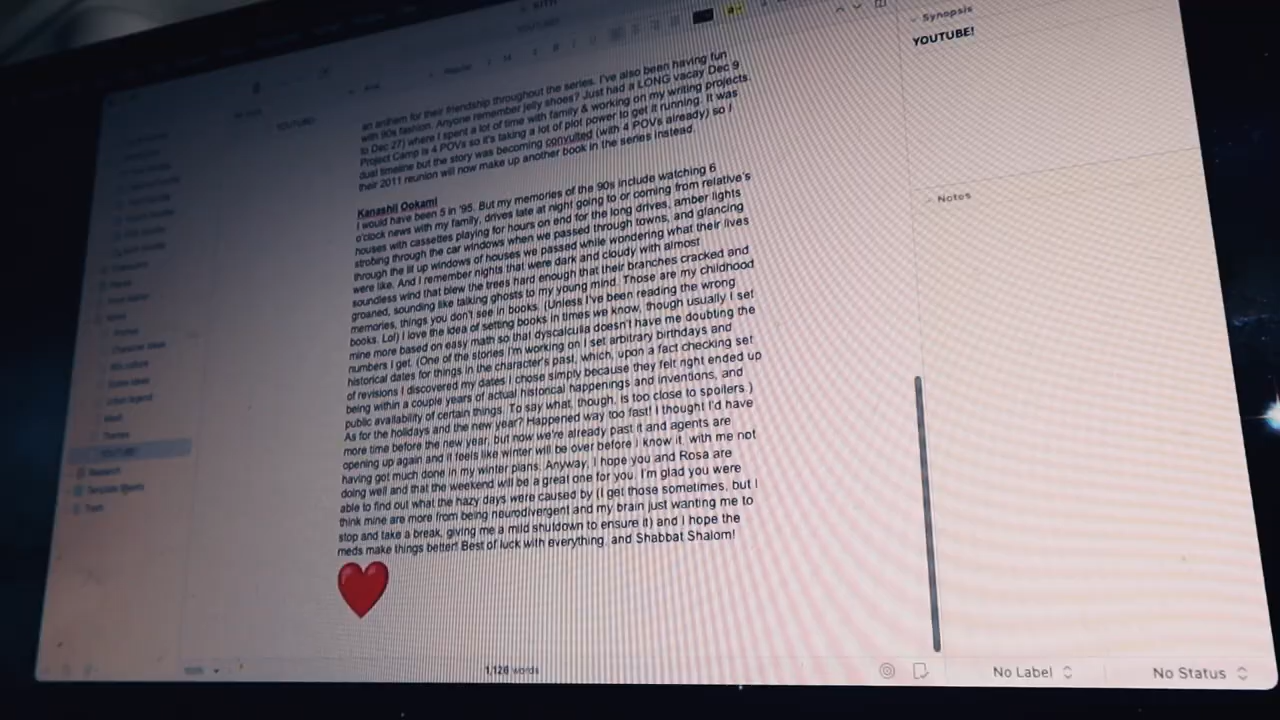 YOUTUBE!
Synopsis
YOUTUBE!
Notes
YOUTUBE!
an anthem for their friendship throughout the series. I've also been having fun
with 90s fashion. Anyone remember jelly shoes? Just had a LONG vacay Dec 9
to Dec 27) where I spent a lot of time with family & working on my writing projects.
Project Camp is 4 POVs so it's taking a lot of plot power to get it running. It was
dual timeline but the story was becoming convulted (with 4 POVs already) so I
their 2011 reunion will now make up another book in the series instead.
Kanashii Ookami
I would have been 5 in '95. But my memories of the 90s include watching 6
o'clock news with my family, drives late at night going to or coming from relative's
houses with cassettes playing for hours on end for the long drives, amber lights
strobing through the car windows when we passed through towns, and glancing
through the lit up windows of houses we passed while wondering what their lives
were like. And I remember nights that were dark and cloudy with almost
soundless wind that blew the trees hard enough that their branches cracked and
groaned, sounding like talking ghosts to my young mind. Those are my childhood
memories, things you don't see in books. (Unless I've been reading the wrong
books. Lol) I love the idea of setting books in times we know, though usually I set
mine more based on easy math so that dyscalculia doesn't have me doubting the
numbers I get. (One of the stories I'm working on I set arbitrary birthdays and
historical dates for things in the character's past, which, upon a fact checking set
of revisions I discovered my dates I chose simply because they felt right ended up
being within a couple years of actual historical happenings and inventions, and
public availability of certain things. To say what, though, is too close to spoilers.)
As for the holidays and the new year? Happened way too fast! I thought I'd have
more time before the new year, but now we're already past it and agents are
opening up again and it feels like winter will be over before I know it, with me not
having got much done in my winter plans. Anyway, I hope you and Rosa are
doing well and that the weekend will be a great one for you. I'm glad you were
able to find out what the hazy days were caused by (I get those sometimes, but I
think mine are more from being neurodivergent and my brain just wanting me to
stop and take a break, giving me a mild shutdown to ensure it) and I hope the
meds make things better! Best of luck with everything, and Shabbat Shalom!
Character Ideas
Urban legend
Themes
YOUTUBE!
Research
Template Sheets
Trash
1,126 words
No Label
No Status